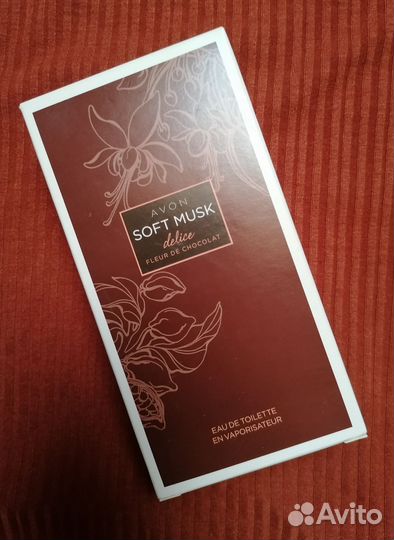 AVON
SOFT MUSK
delice
FLEUR DE CHOCOLAT
EAU DE TOILETTE
EN VAPORISATEUR
Avito